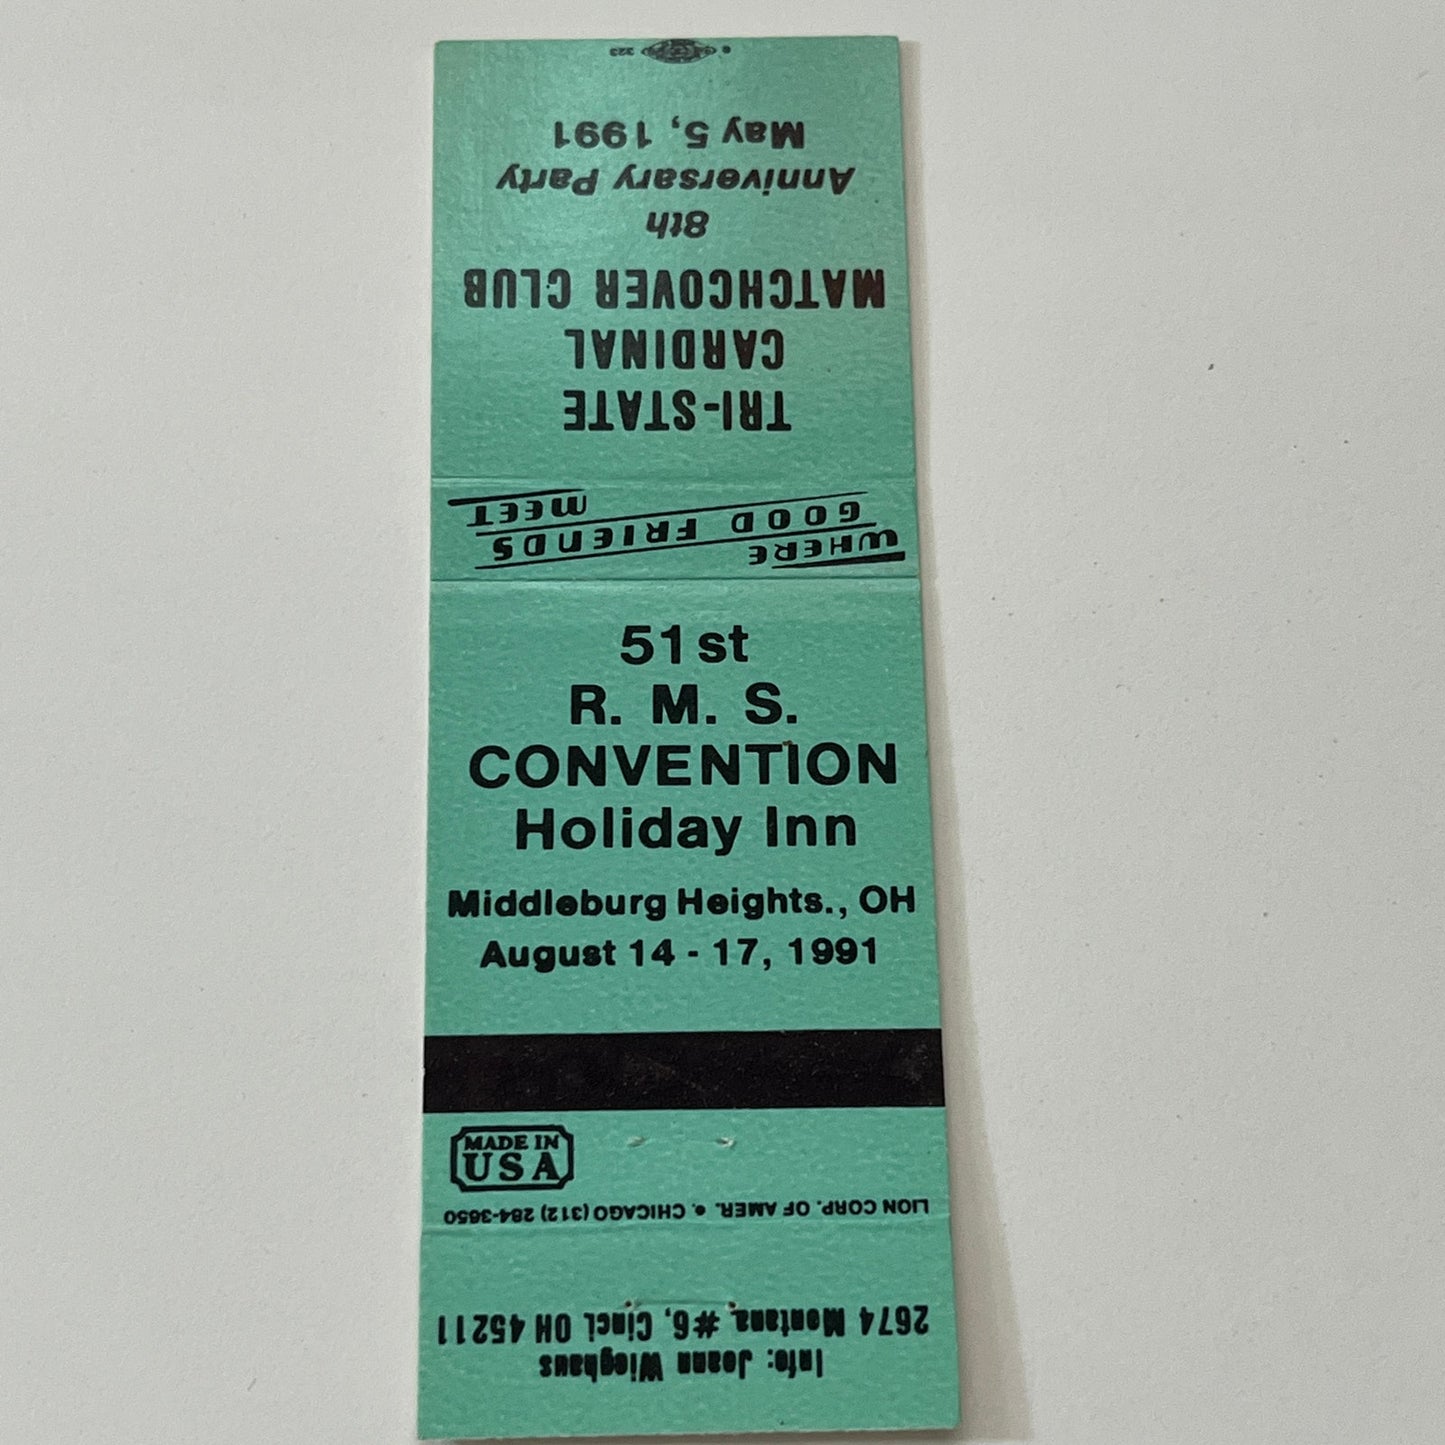 TRI-STATE
CARDINAL
MATCHCOVER CLUB
8th
Anniversary Party
May 5, 1991
323
WHERE
GOOD FRIENDS
MEET
51st
R. M. S.
CONVENTION
Holiday Inn
Middleburg Heights., OH
August 14 - 17, 1991
MADE IN
USA
LION CORP. OF AMER. • CHICAGO (312) 284-3650
Info: Joann Wieghaus
2674 Montana, #6, Cinci. OH 45211